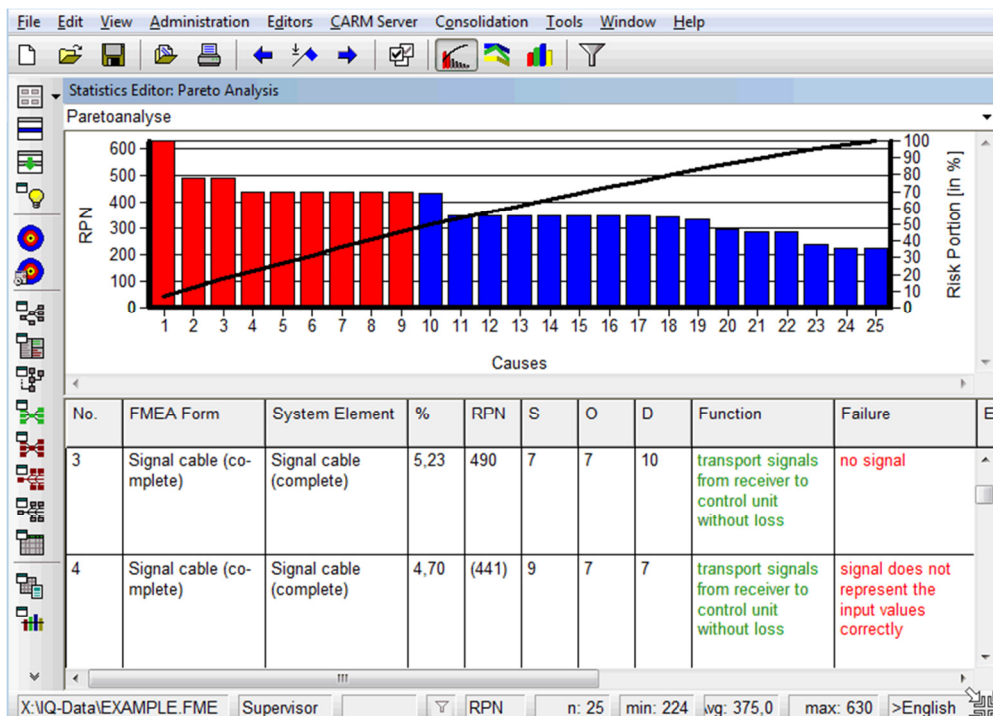 File Edit View Administration Editors CARM Server Consolidation Tools Window Help
Statistics Editor: Pareto Analysis
Paretoanalyse
600
500
400
300
200
100
0
RPN
100
90
80
70
60
50
40
30
20
10
0
Risk Portion [in %]
1 2 3 4 5 6 7 8 9 10 11 12 13 14 15 16 17 18 19 20 21 22 23 24 25
Causes
No. FMEA Form System Element % RPN S O D Function Failure E
3 Signal cable (co- Signal cable 5,23 490 7 7 10 transport signals no signal
mplete) (complete) from receiver to
control unit
without loss
4 Signal cable (co- Signal cable 4,70 (441) 9 7 7 transport signals signal does not
mplete) (complete) from receiver to represent the
control unit input values
without loss correctly
X:\IQ-Data\EXAMPLE.FME Supervisor RPN n: 25 min: 224 avg: 375,0 max: 630 >English